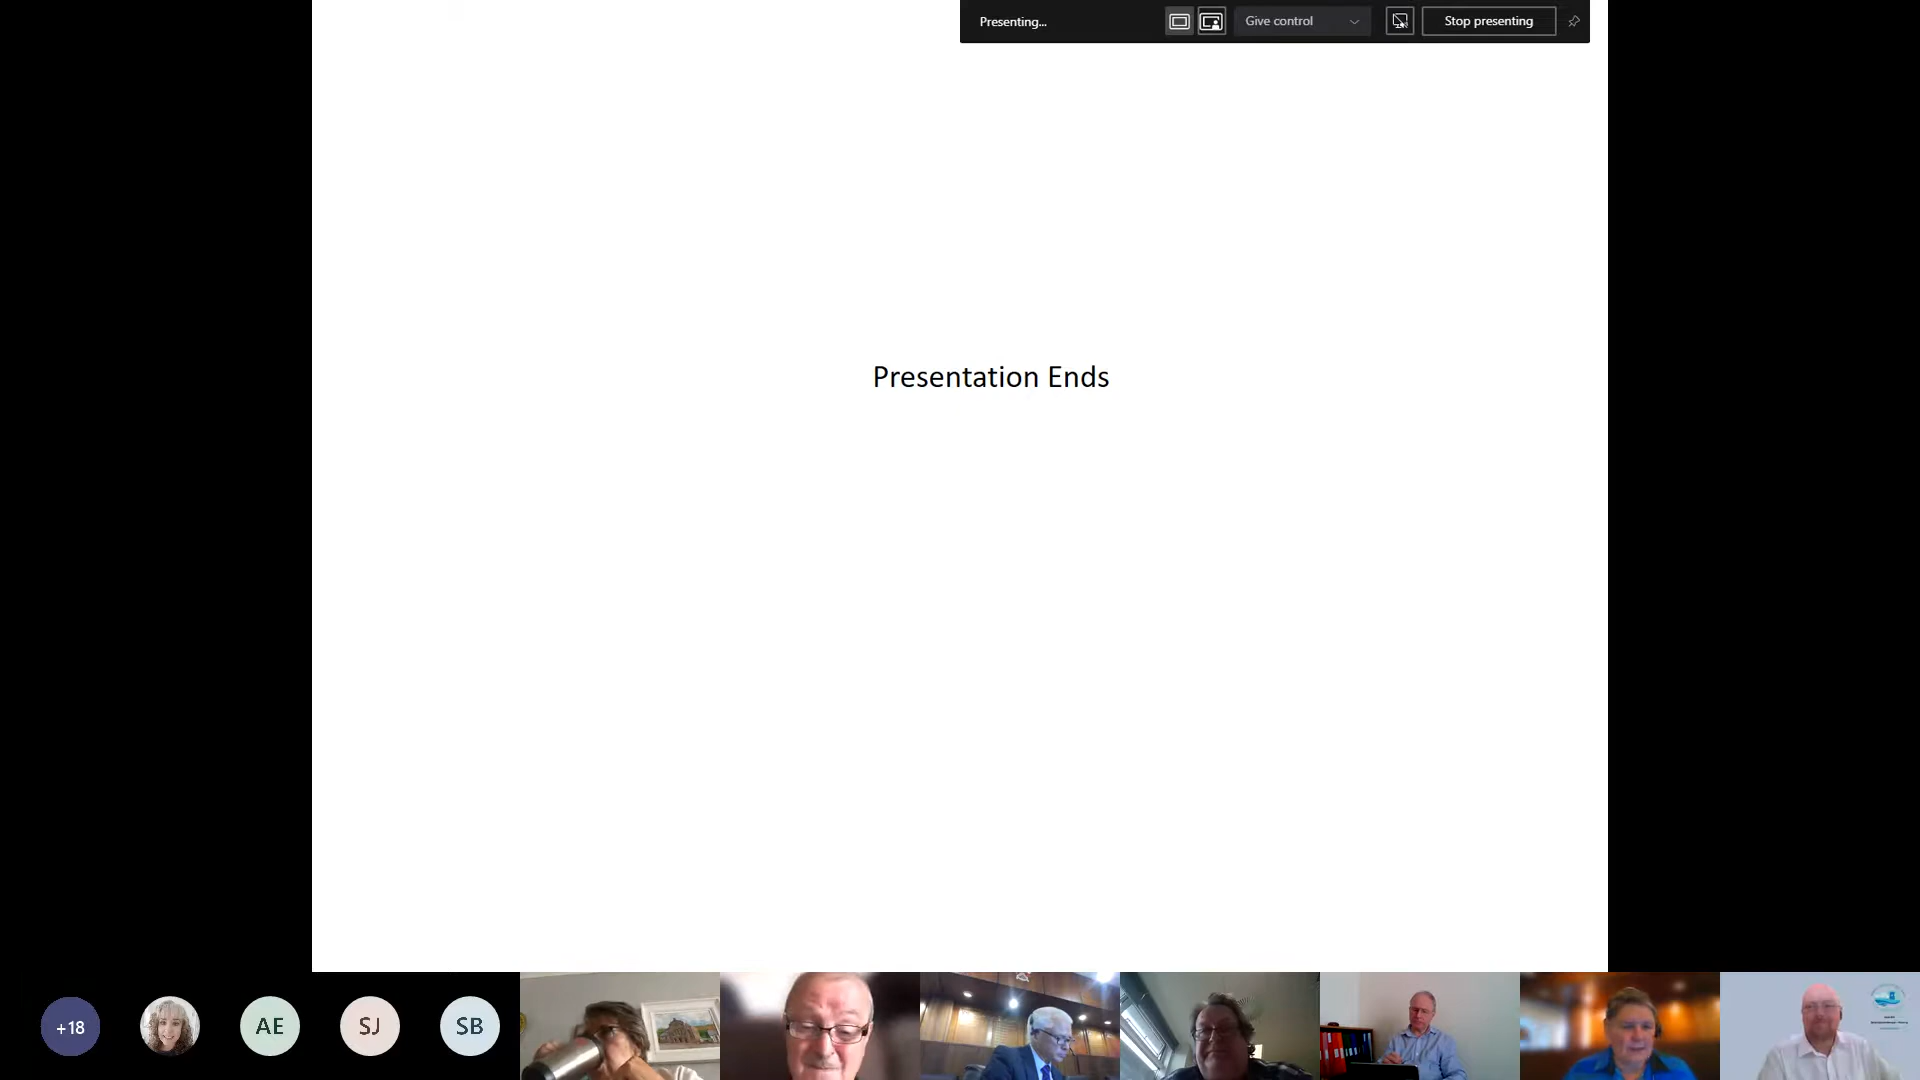 Presenting...
Give control
Stop presenting
Presentation Ends
+18
AE
SJ
SB